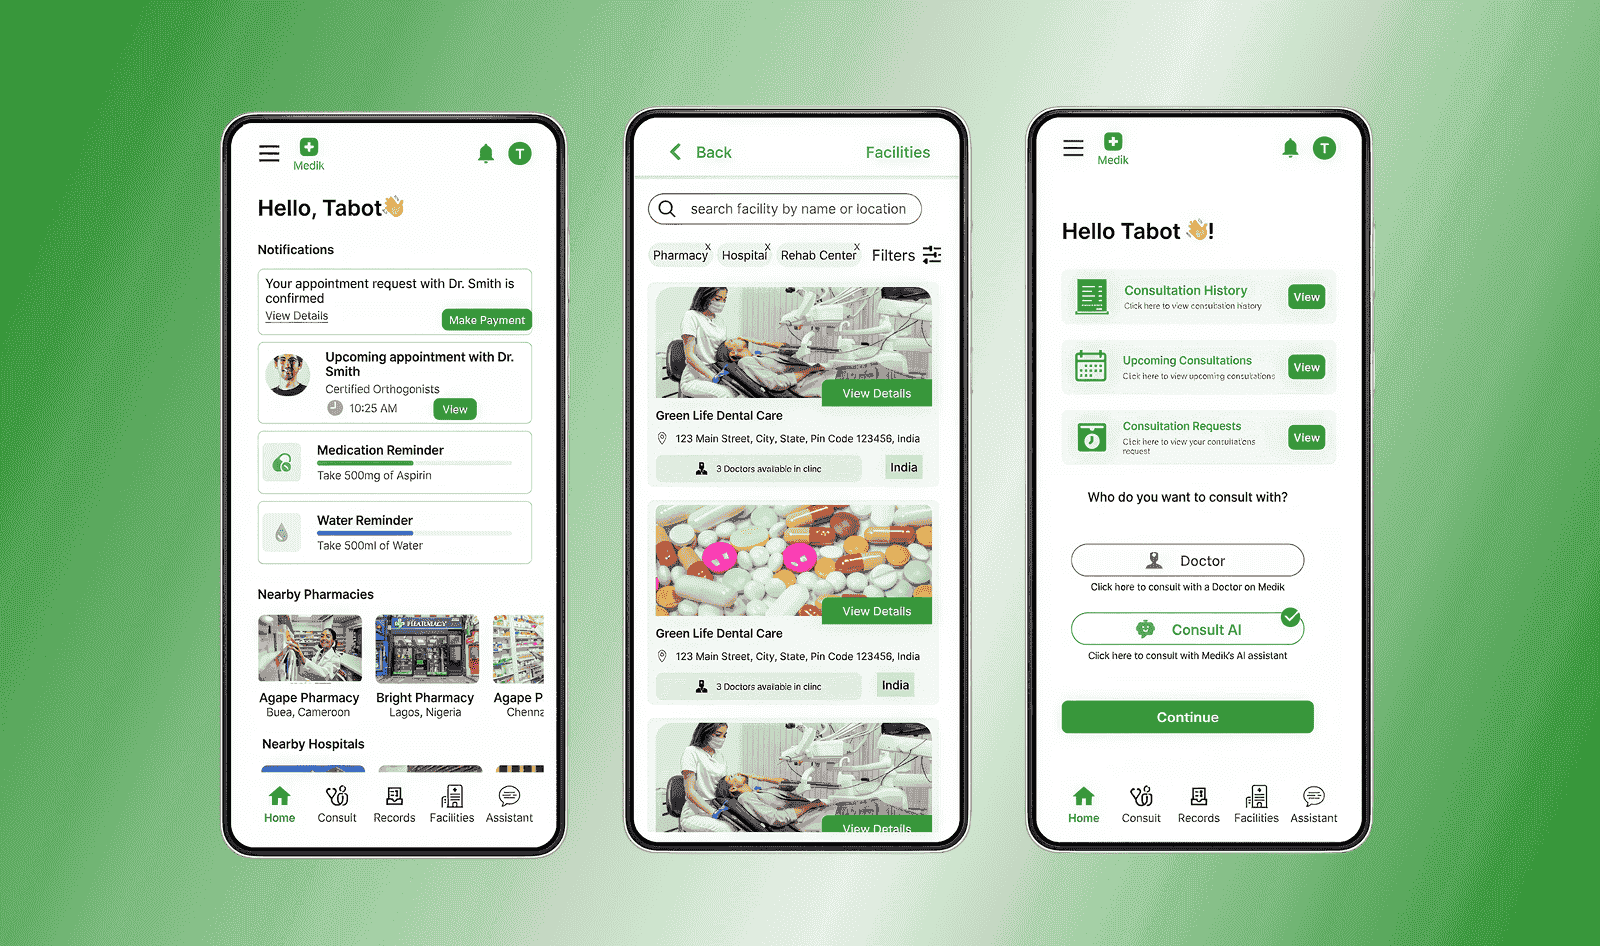 Medik
T
Hello, Tabot👋
Notifications
Your appointment request with Dr. Smith is
confirmed
View Details
Make Payment
Upcoming appointment with Dr.
Smith
Certified Orthogonists
10:25 AM
View
Medication Reminder
Take 500mg of Aspirin
Water Reminder
Take 500ml of Water
Nearby Pharmacies
PHARMACY
Agape Pharmacy
Buea, Cameroon
Bright Pharmacy
Lagos, Nigeria
Agape P
Chenna
Nearby Hospitals
Home
Consult
Records
Facilities
Assistant
Back
Facilities
search facility by name or location
Pharmacy x
Hospital x
Rehab Center x
Filters
View Details
Green Life Dental Care
123 Main Street, City, State, Pin Code 123456, India
3 Doctors available in clinc
India
View Details
Green Life Dental Care
123 Main Street, City, State, Pin Code 123456, India
3 Doctors available in clinc
India
View Details
Medik
T
Hello Tabot 👋!
Consultation History
Click here to view consultation history
View
Upcoming Consultations
Click here to view upcoming consultations
View
Consultation Requests
Click here to view your consultations
request
View
Who do you want to consult with?
Doctor
Click here to consult with a Doctor on Medik
Consult AI
Click here to consult with Medik's AI assistant
Continue
Home
Consult
Records
Facilities
Assistant